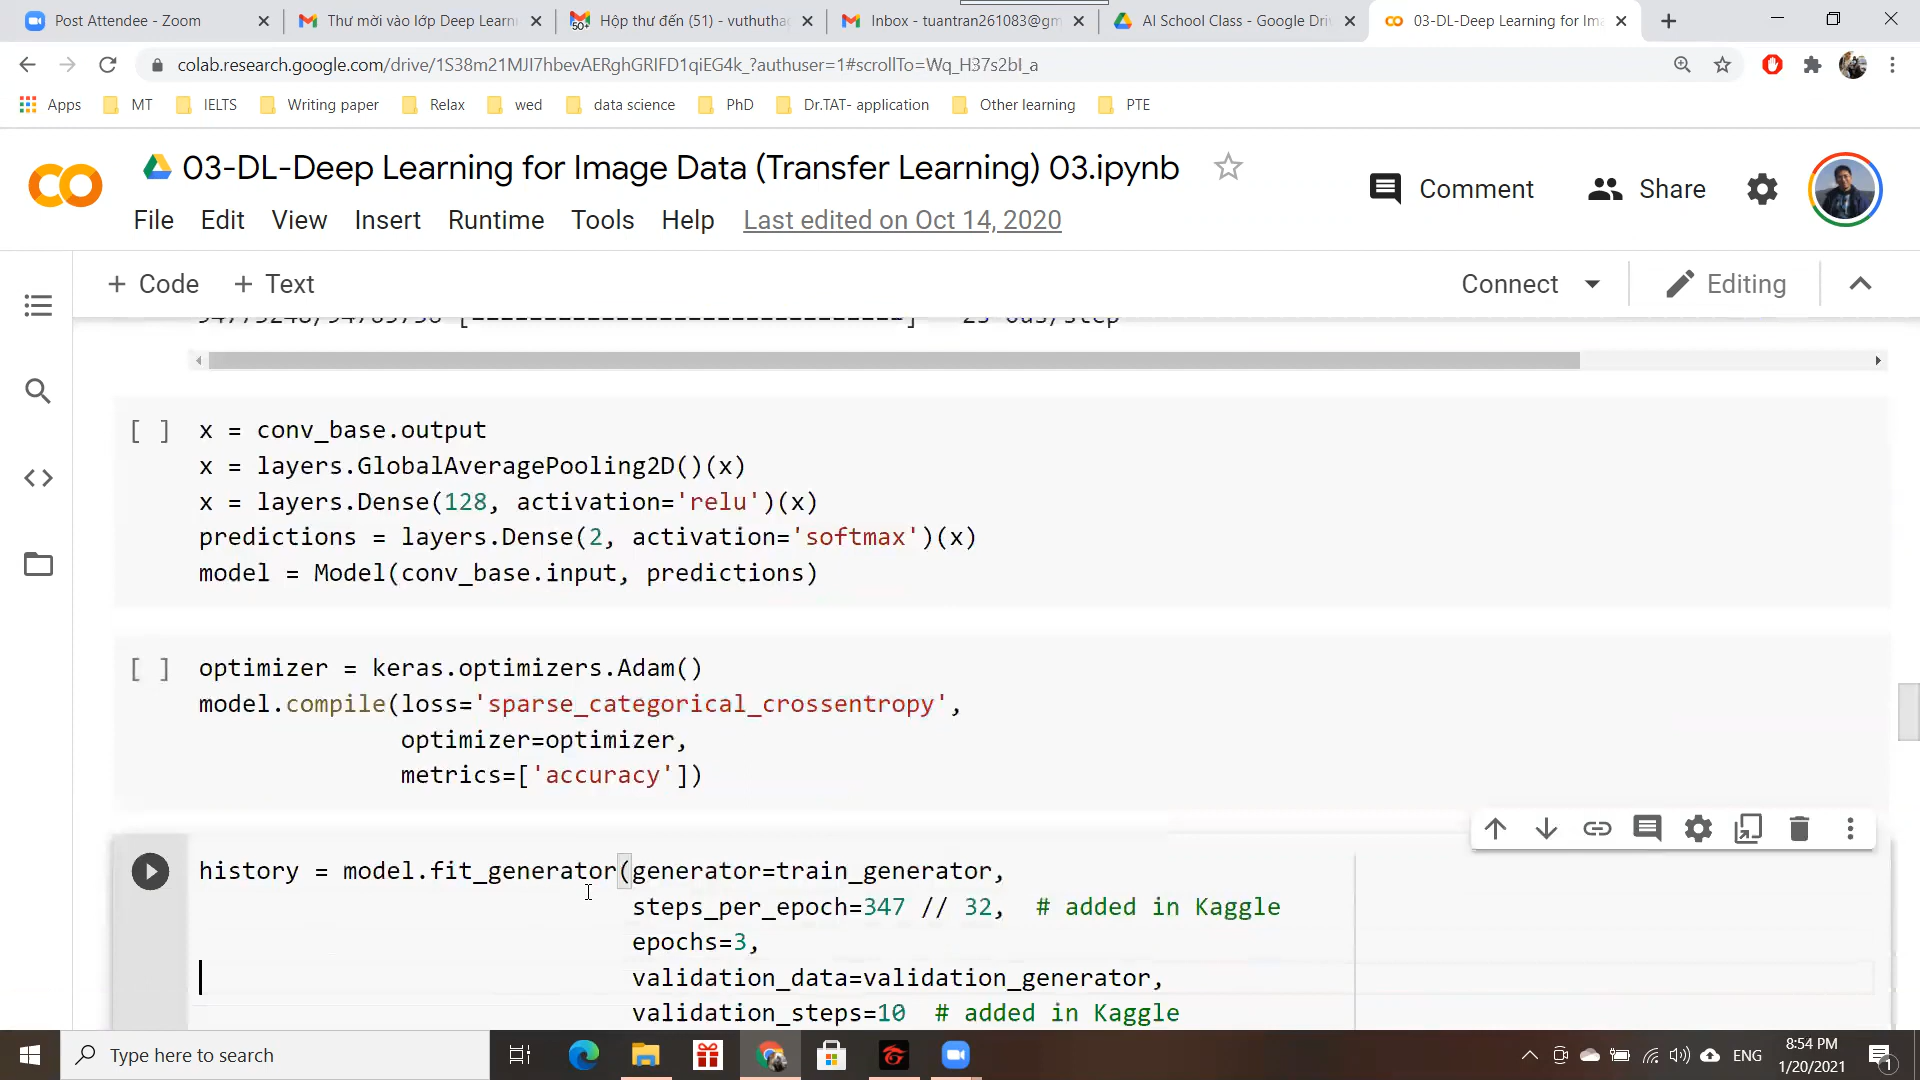 Post Attendee - Zoom
Thư mời vào lớp Deep Learni
Hộp thư đến (51) - vuthutha
Inbox - tuantran261083@gm
AI School Class - Google Driv
03-DL-Deep Learning for Ima
colab.research.google.com/drive/1S38m21MJI7hbevAERghGRIFD1qiEG4k_?authuser=1#scrollTo=Wq_H37s2bI_a
Apps
MT
IELTS
Writing paper
Relax
wed
data science
PhD
Dr.TAT- application
Other learning
PTE
03-DL-Deep Learning for Image Data (Transfer Learning) 03.ipynb
Comment
Share
File Edit View Insert Runtime Tools Help Last edited on Oct 14, 2020
+ Code + Text
Connect
Editing
[ ] x = conv_base.output
x = layers.GlobalAveragePooling2D()(x)
x = layers.Dense(128, activation='relu')(x)
predictions = layers.Dense(2, activation='softmax')(x)
model = Model(conv_base.input, predictions)
[ ] optimizer = keras.optimizers.Adam()
model.compile(loss='sparse_categorical_crossentropy',
optimizer=optimizer,
metrics=['accuracy'])
history = model.fit_generator(generator=train_generator,
steps_per_epoch=347 // 32, # added in Kaggle
epochs=3,
validation_data=validation_generator,
validation_steps=10 # added in Kaggle
Type here to search
ENG
8:54 PM
1/20/2021
1